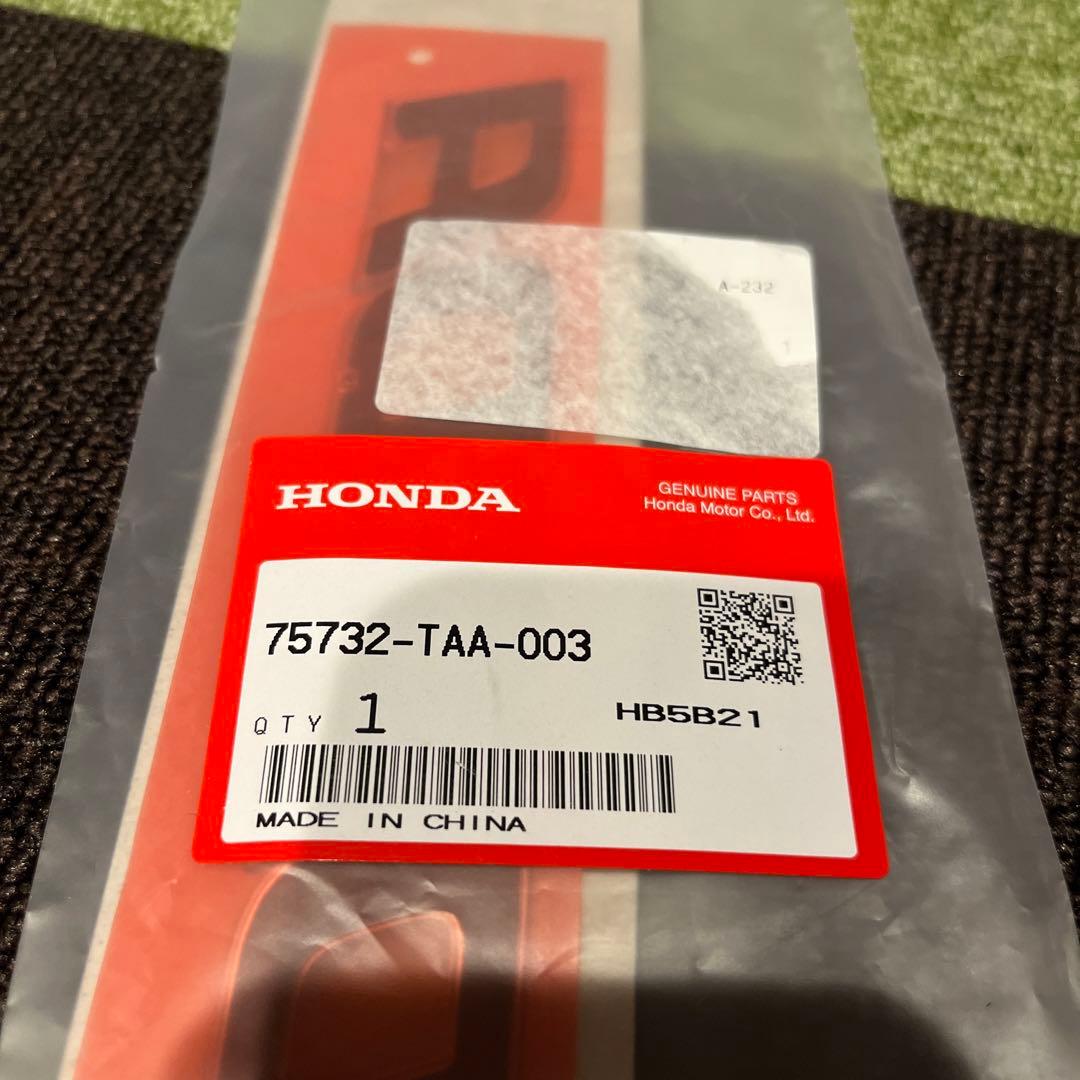 A-232
1
HONDA
GENUINE PARTS
Honda Motor Co., Ltd.
75732-TAA-003
QTY 1
HB5B21
MADE IN CHINA